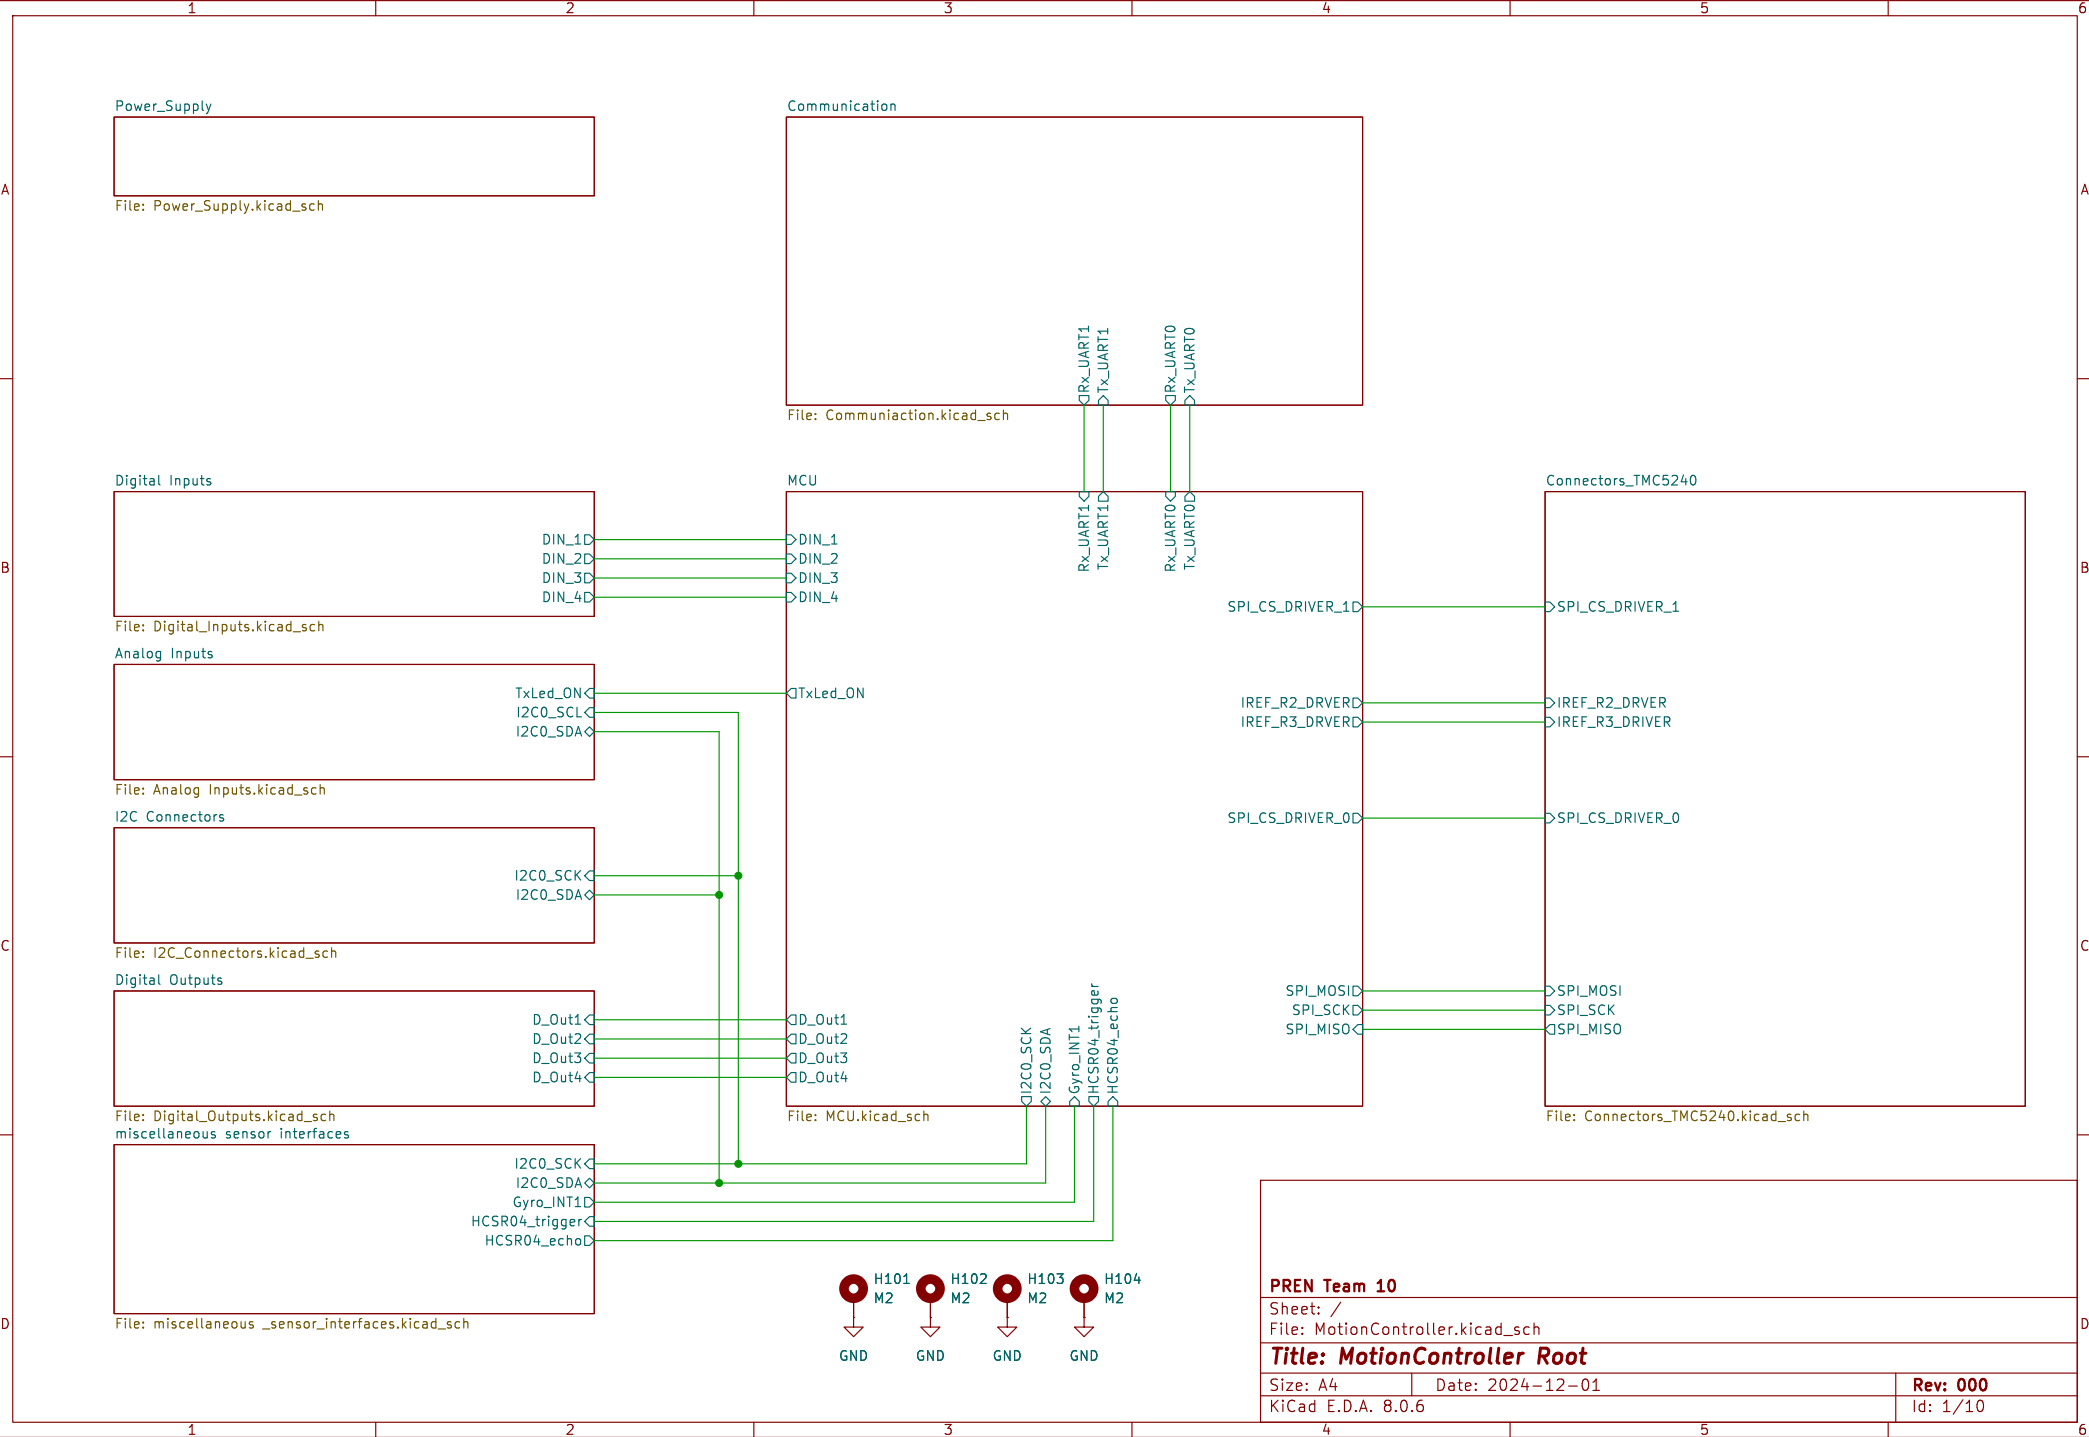 1 2 3 4 5 6
A A
B B
C C
D D
Power_Supply
File: Power_Supply.kicad_sch
Communication
Rx_UART1
Tx_UART1
Rx_UART0
Tx_UART0
File: Communiaction.kicad_sch
Digital Inputs
DIN_1
DIN_2
DIN_3
DIN_4
File: Digital_Inputs.kicad_sch
Analog Inputs
TxLed_ON
I2C0_SCL
I2C0_SDA
File: Analog Inputs.kicad_sch
I2C Connectors
I2C0_SCK
I2C0_SDA
File: I2C_Connectors.kicad_sch
Digital Outputs
D_Out1
D_Out2
D_Out3
D_Out4
File: Digital_Outputs.kicad_sch
miscellaneous sensor interfaces
I2C0_SCK
I2C0_SDA
Gyro_INT1
HCSR04_trigger
HCSR04_echo
File: miscellaneous _sensor_interfaces.kicad_sch
MCU
Rx_UART1
Tx_UART1
Rx_UART0
Tx_UART0
DIN_1
DIN_2
DIN_3
DIN_4
TxLed_ON
D_Out1
D_Out2
D_Out3
D_Out4
SPI_CS_DRIVER_1
IREF_R2_DRVER
IREF_R3_DRVER
SPI_CS_DRIVER_0
SPI_MOSI
SPI_SCK
SPI_MISO
I2C0_SCK
I2C0_SDA
Gyro_INT1
HCSR04_trigger
HCSR04_echo
File: MCU.kicad_sch
Connectors_TMC5240
SPI_CS_DRIVER_1
IREF_R2_DRVER
IREF_R3_DRIVER
SPI_CS_DRIVER_0
SPI_MOSI
SPI_SCK
SPI_MISO
File: Connectors_TMC5240.kicad_sch
H101
M2
GND
H102
M2
GND
H103
M2
GND
H104
M2
GND
PREN Team 10
Sheet: /
File: MotionController.kicad_sch
Title: MotionController Root
Size: A4 Date: 2024-12-01 Rev: 000
KiCad E.D.A. 8.0.6 Id: 1/10
1 2 3 4 5 6